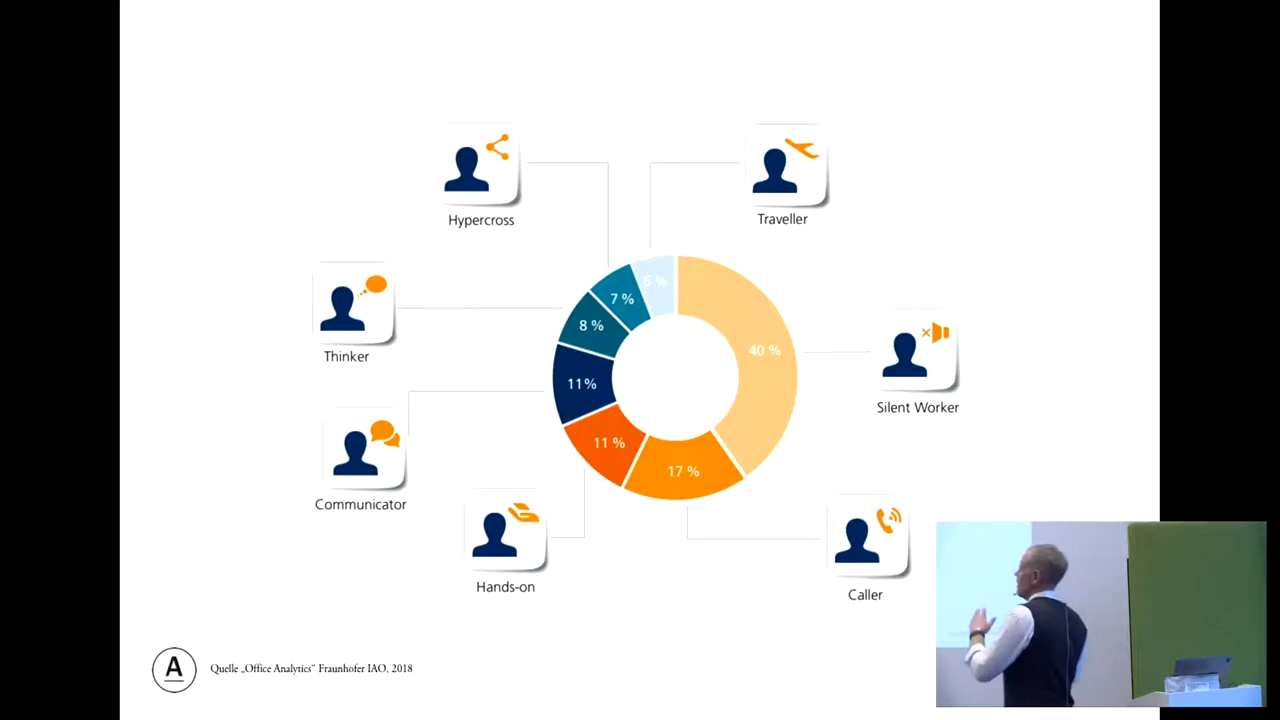 Hypercross
Traveller
6 %
7 %
Thinker
8 %
40 %
11%
Silent Worker
11 %
17 %
Communicator
Hands-on
Caller
A
Quelle „Office Analytics“ Fraunhofer IAO, 2018